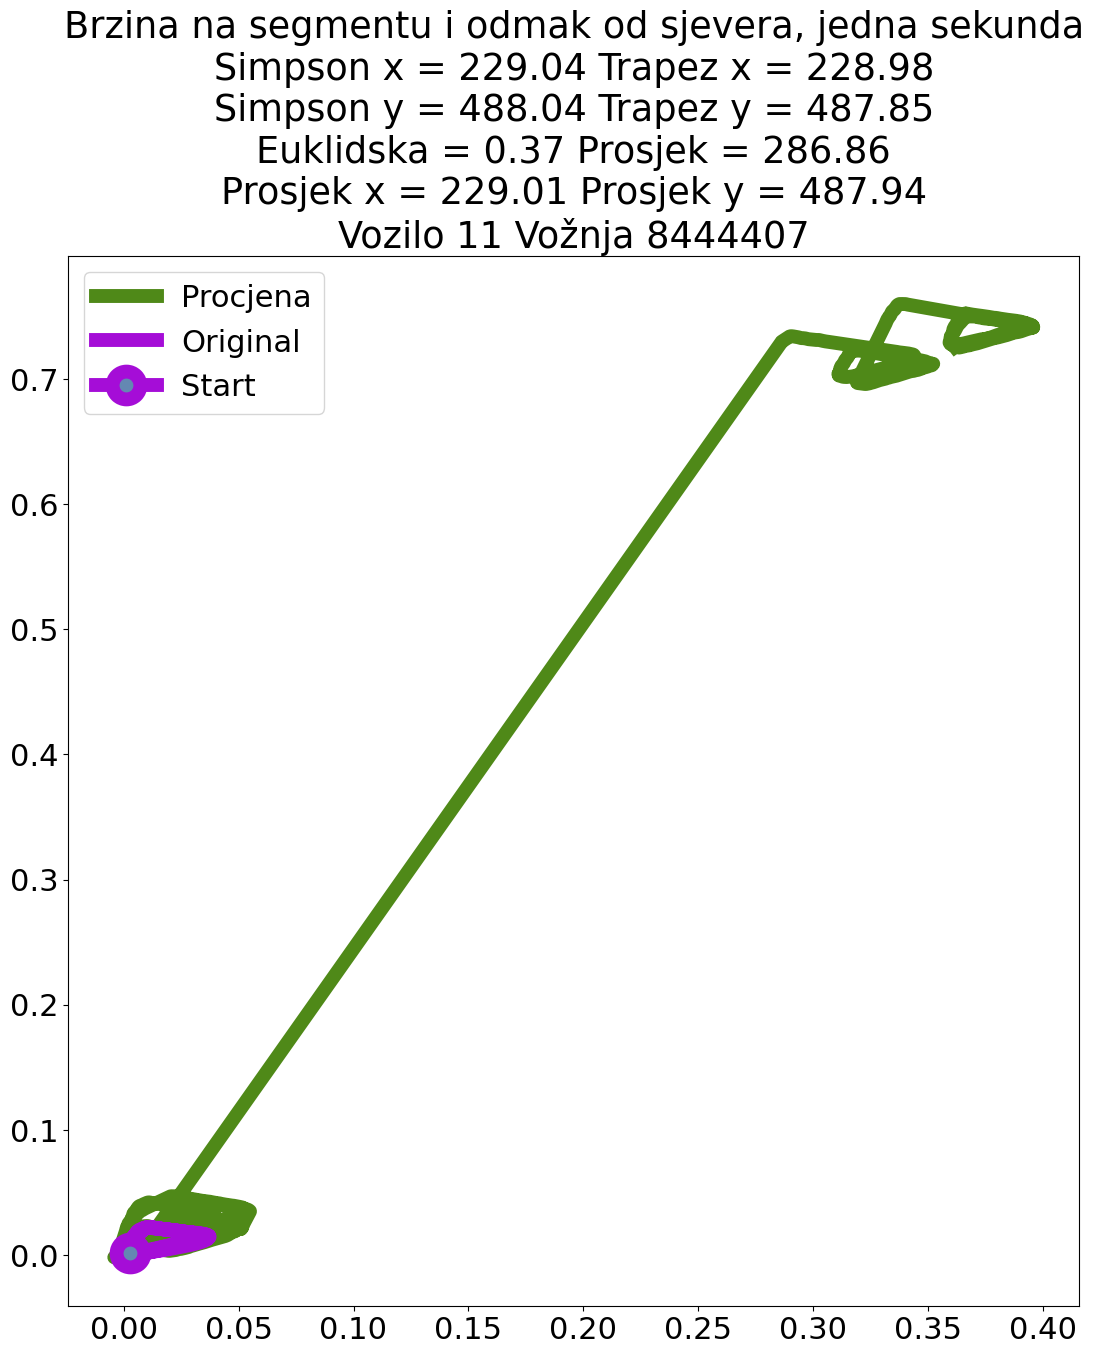 Brzina na segmentu i odmak od sjevera, jedna sekunda
Simpson x = 229.04 Trapez x = 228.98
Simpson y = 488.04 Trapez y = 487.85
Euklidska = 0.37 Prosjek = 286.86
Prosjek x = 229.01 Prosjek y = 487.94
Vozilo 11 Vožnja 8444407
Procjena
Original
Start
0.7
0.6
0.5
0.4
0.3
0.2
0.1
0.0
0.00 0.05 0.10 0.15 0.20 0.25 0.30 0.35 0.40